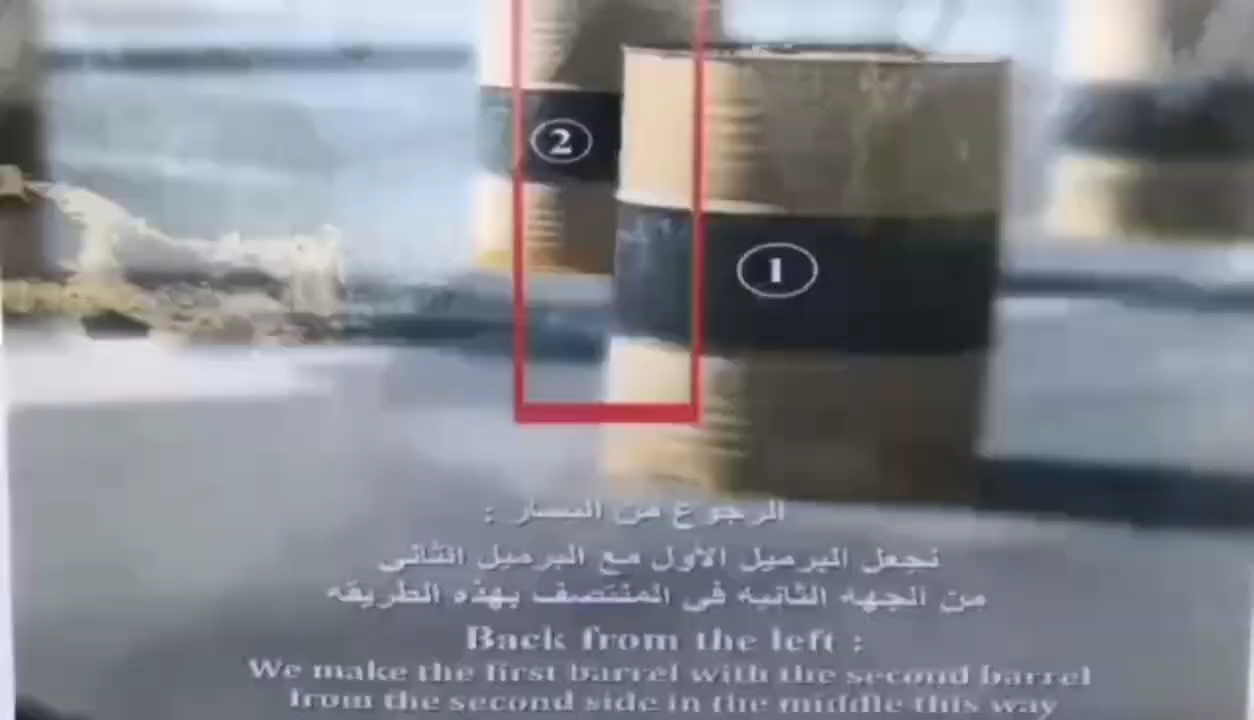 2
1
الرجوع من اليسار :
نجعل البرميل الأول مع البرميل الثانى
من الجهه الثانيه فى المنتصف بهذه الطريقه
Back from the left :
We make the first barrel with the second barrel
from the second side in the middle this way